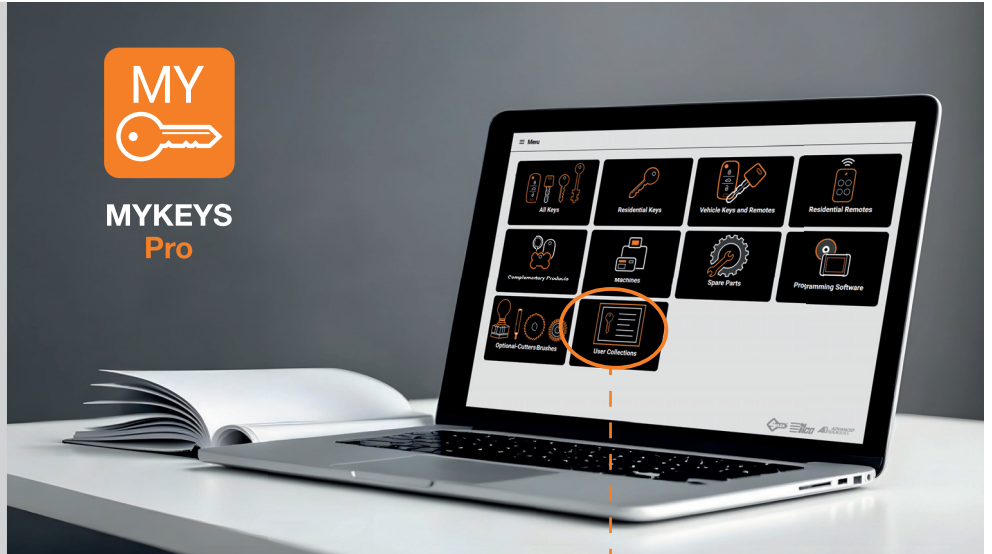 MY
MYKEYS
Pro
Menu
All Keys
Residential Keys
Vehicle Keys and Remotes
Residential Remotes
Complementary Products
Machines
Spare Parts
Programming Software
Optional-Cutters Brushes
User Collections